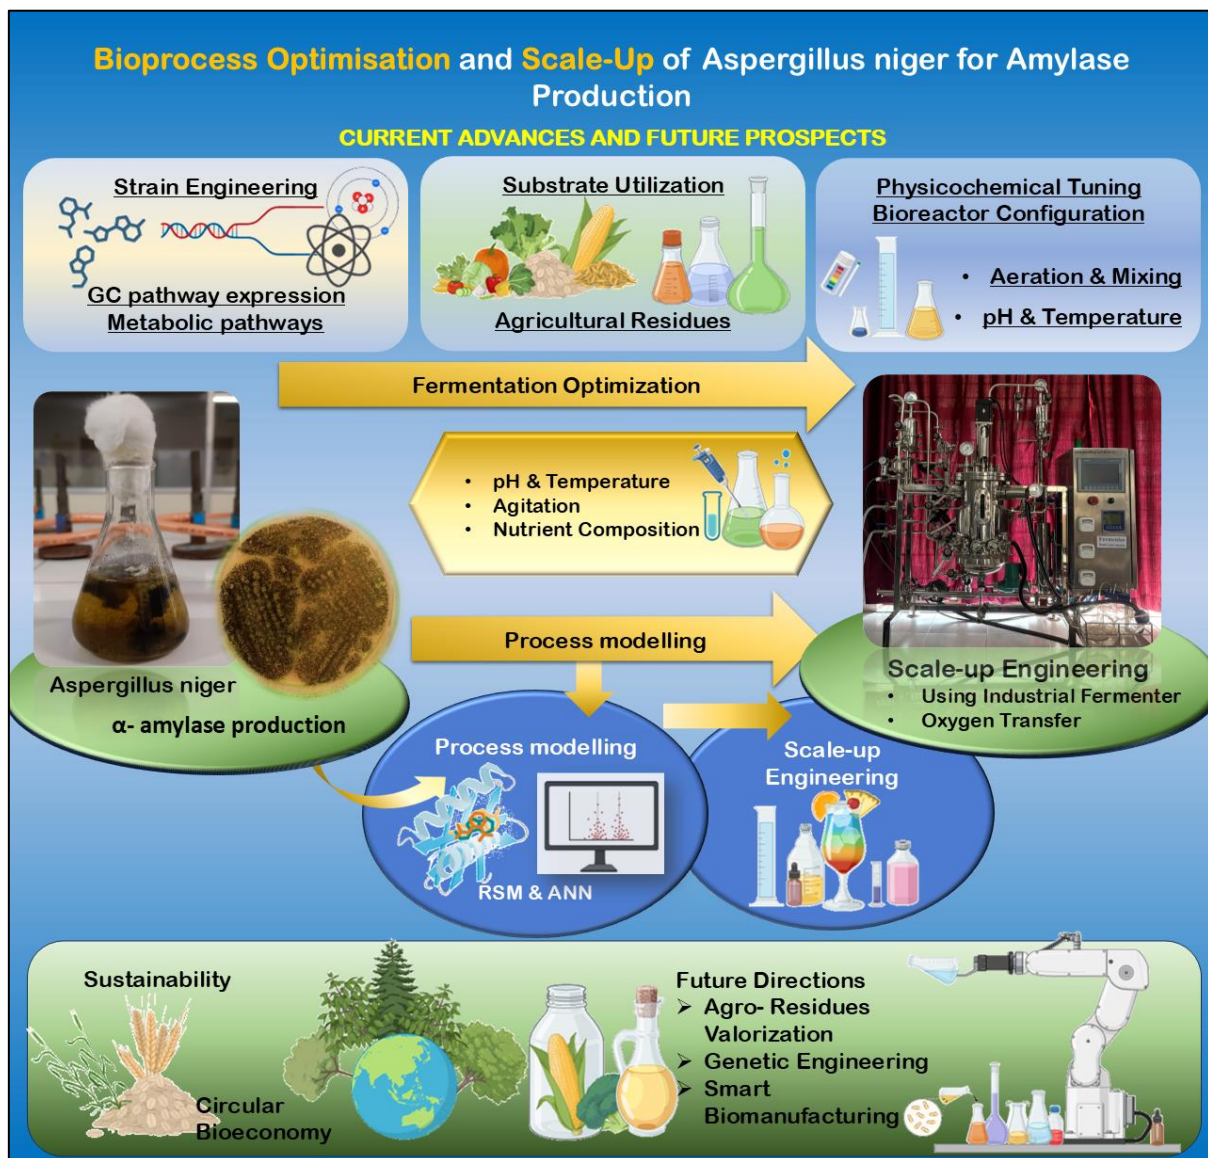 Bioprocess Optimisation and Scale-Up of Aspergillus niger for Amylase
Production
CURRENT ADVANCES AND FUTURE PROSPECTS
Strain Engineering
GC pathway expression
Metabolic pathways
Substrate Utilization
Agricultural Residues
Physicochemical Tuning
Bioreactor Configuration
• Aeration & Mixing
• pH & Temperature
Fermentation Optimization
• pH & Temperature
• Agitation
• Nutrient Composition
Fermenter
Process modelling
Aspergillus niger
α- amylase production
Scale-up Engineering
• Using Industrial Fermenter
• Oxygen Transfer
Process modelling
RSM & ANN
Scale-up
Engineering
Sustainability
Circular
Bioeconomy
Future Directions
➢ Agro- Residues
Valorization
➢ Genetic Engineering
➢ Smart
Biomanufacturing